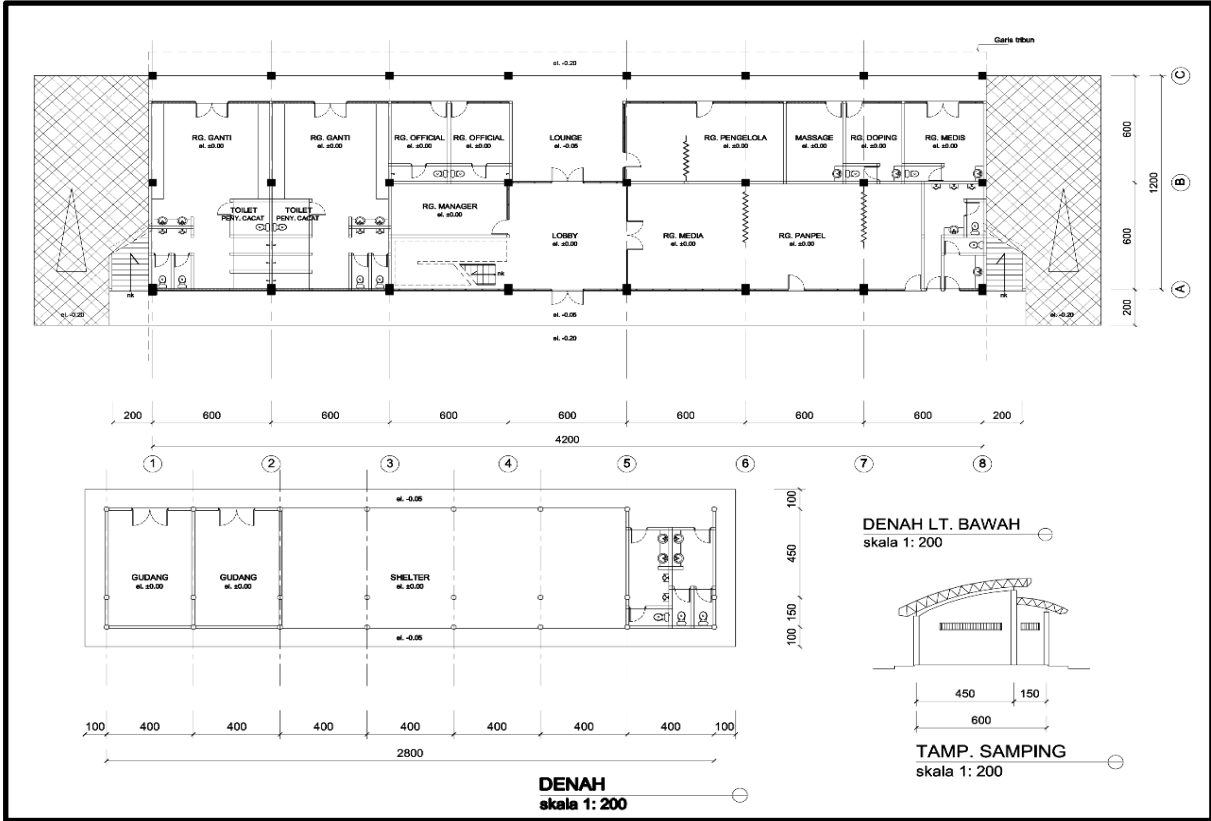 Garis tribun
el. -0.20
C
RG. GANTI
el. ±0.00
RG. GANTI
el. ±0.00
RG. OFFICIAL
el. ±0.00
RG. OFFICIAL
el. ±0.00
LOUNGE
el. -0.05
RG. PENGELOLA
el. ±0.00
MASSAGE
el. ±0.00
RG. DOPING
el. ±0.00
RG. MEDIS
el. ±0.00
600
1200
B
TOILET
PENY. CACAT
TOILET
PENY. CACAT
RG. MANAGER
el. ±0.00
LOBBY
el. ±0.00
RG. MEDIA
el. ±0.00
RG. PANPEL
el. ±0.00
600
nk
nk
nk
A
el. -0.20
el. -0.05
el. -0.20
200
el. -0.20
200 600 600 600 600 600 600 600 200
4200
1 2 3 4 5 6 7 8
el. -0.05
100
GUDANG
el. ±0.00
GUDANG
el. ±0.00
SHELTER
el. ±0.00
450
150
el. -0.05
100
100 400 400 400 400 400 400 400 100
2800
DENAH
skala 1: 200
DENAH LT. BAWAH
skala 1: 200
450 150
600
TAMP. SAMPING
skala 1: 200